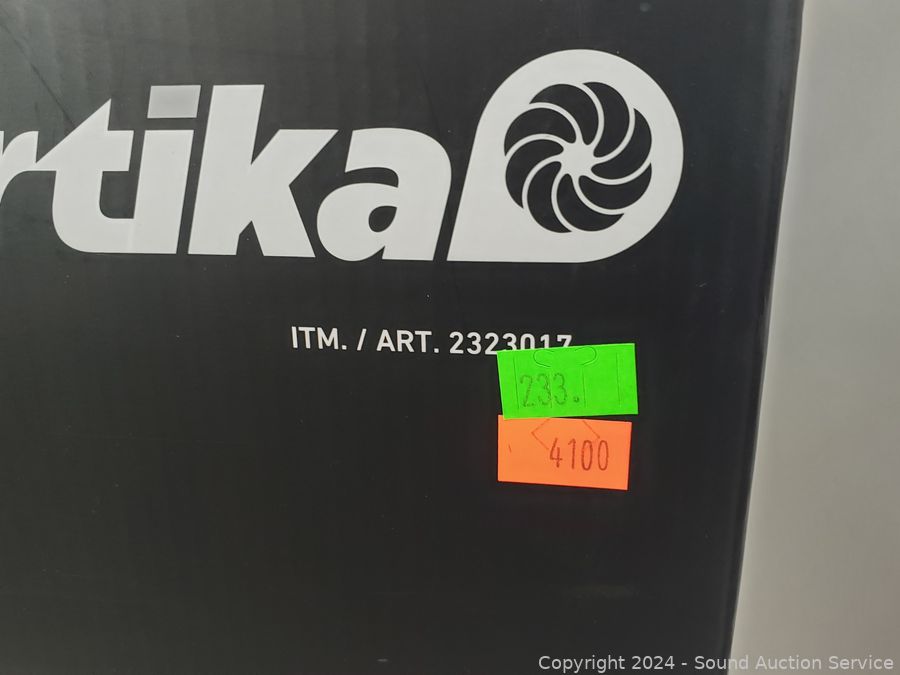 rtika
ITM. / ART. 2323017
233.
4100
Copyright 2024 - Sound Auction Service